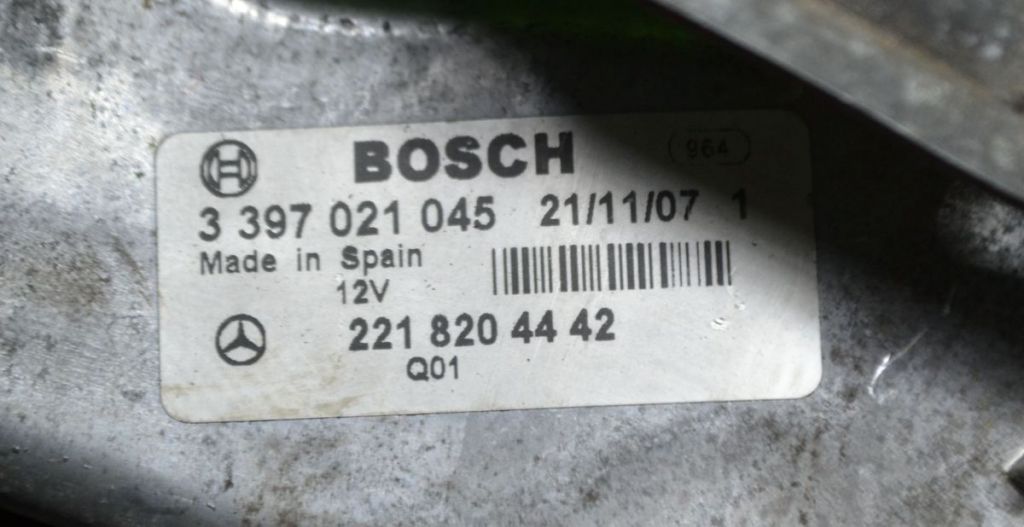 BOSCH 964
3 397 021 045 21/11/07 1
Made in Spain
12V
221 820 44 42
Q01